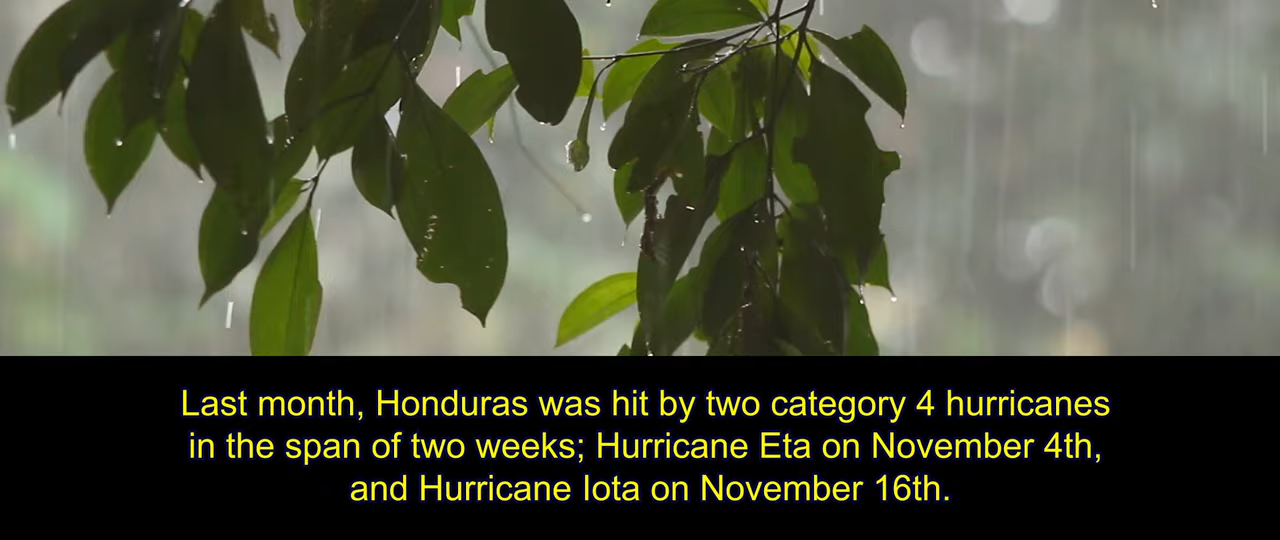 Last month, Honduras was hit by two category 4 hurricanes
in the span of two weeks; Hurricane Eta on November 4th,
and Hurricane Iota on November 16th.